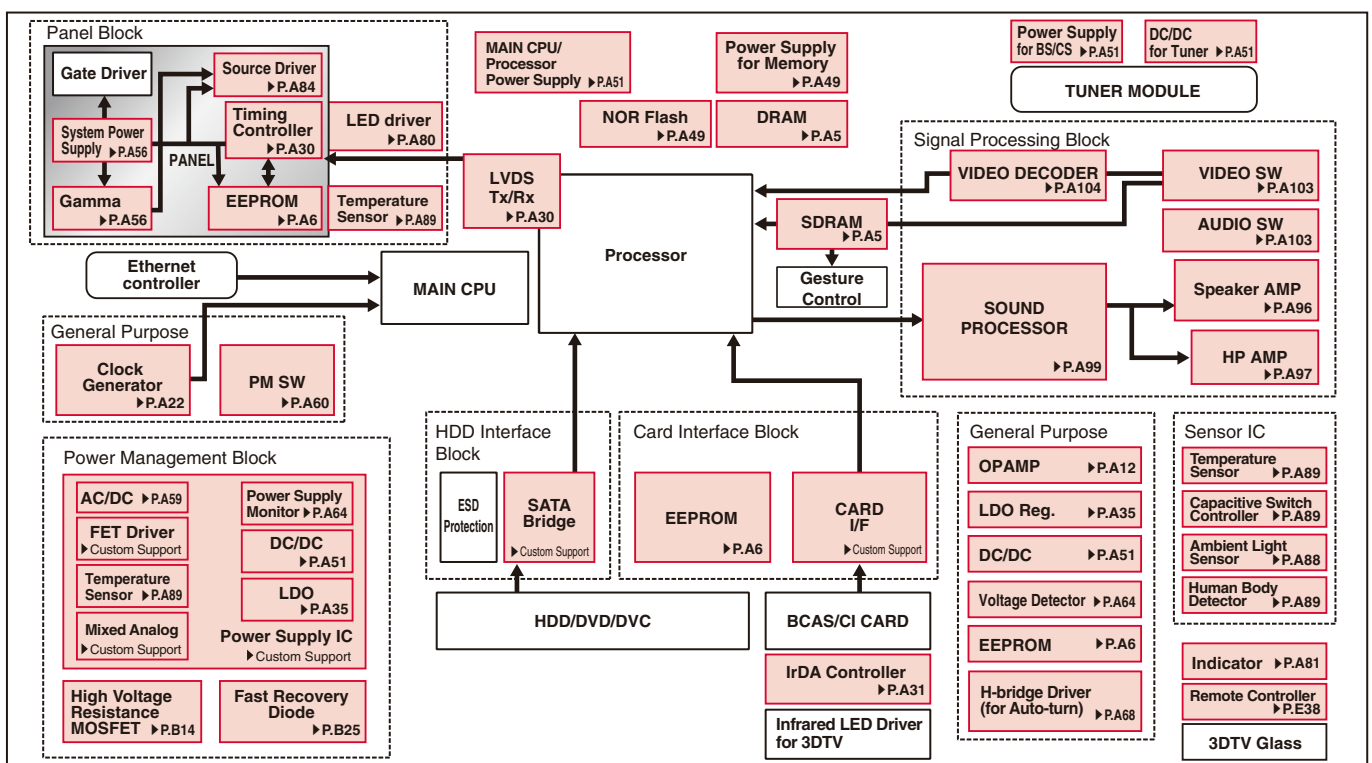 Panel Block
Gate Driver
Source Driver
▶P.A84
System Power
Supply ▶P.A56
PANEL
Timing
Controller
▶P.A30
Gamma
▶P.A56
EEPROM
▶P.A6
LED driver
▶P.A80
Temperature
Sensor ▶P.A89
MAIN CPU/
Processor
Power Supply ▶P.A51
Power Supply
for Memory
▶P.A49
NOR Flash
▶P.A49
DRAM
▶P.A5
Power Supply
for BS/CS ▶P.A51
DC/DC
for Tuner ▶P.A51
TUNER MODULE
LVDS
Tx/Rx
▶P.A30
Processor
Signal Processing Block
VIDEO DECODER
▶P.A104
VIDEO SW
▶P.A103
SDRAM
▶P.A5
AUDIO SW
▶P.A103
Gesture
Control
SOUND
PROCESSOR
▶P.A99
Speaker AMP
▶P.A96
HP AMP
▶P.A97
Ethernet
controller
MAIN CPU
General Purpose
Clock
Generator
▶P.A22
PM SW
▶P.A60
Power Management Block
AC/DC ▶P.A59
FET Driver
▶Custom Support
Temperature
Sensor ▶P.A89
Mixed Analog
▶Custom Support
Power Supply
Monitor ▶P.A64
DC/DC
▶P.A51
LDO
▶P.A35
Power Supply IC
▶Custom Support
High Voltage
Resistance
MOSFET ▶P.B14
Fast Recovery
Diode
▶P.B25
HDD Interface
Block
ESD
Protection
SATA
Bridge
▶Custom Support
Card Interface Block
EEPROM
▶P.A6
CARD
I/F
▶Custom Support
HDD/DVD/DVC
BCAS/CI CARD
IrDA Controller
▶P.A31
Infrared LED Driver
for 3DTV
General Purpose
OPAMP ▶P.A12
LDO Reg. ▶P.A35
DC/DC ▶P.A51
Voltage Detector ▶P.A64
EEPROM ▶P.A6
H-bridge Driver
(for Auto-turn) ▶P.A68
Sensor IC
Temperature
Sensor ▶P.A89
Capacitive Switch
Controller ▶P.A89
Ambient Light
Sensor ▶P.A88
Human Body
Detector ▶P.A89
Indicator ▶P.A81
Remote Controller
▶P.E38
3DTV Glass